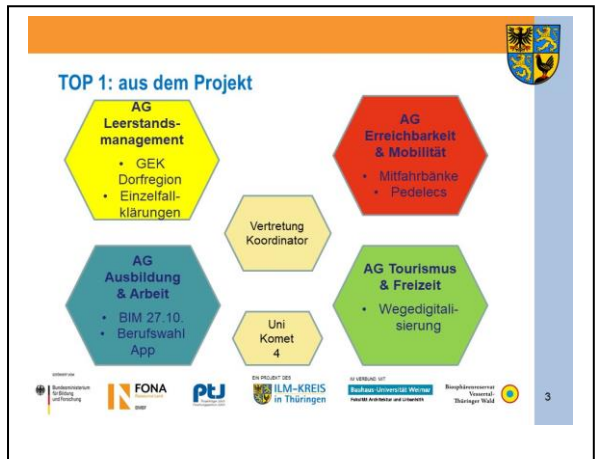 TOP 1: aus dem Projekt
AG
Leerstands-
management
• GEK
Dorfregion
• Einzelfall-
klärungen
AG
Erreichbarkeit
& Mobilität
• Mitfahrbänke
• Pedelecs
Vertretung
Koordinator
AG
Ausbildung
& Arbeit
• BIM 27.10.
• Berufswahl
App
AG Tourismus
& Freizeit
• Wegedigitali-
sierung
Uni
Komet
4
Bundesministerium
für Bildung
und Forschung
FONA
PtJ
EIN PROJEKT DES
ILM-KREIS
in Thüringen
IM VERBUND MIT
Bauhaus-Universität Weimar
Fakultät Architektur und Urbanistik
Biosphärenreservat
Vessertal-
Thüringer Wald
3